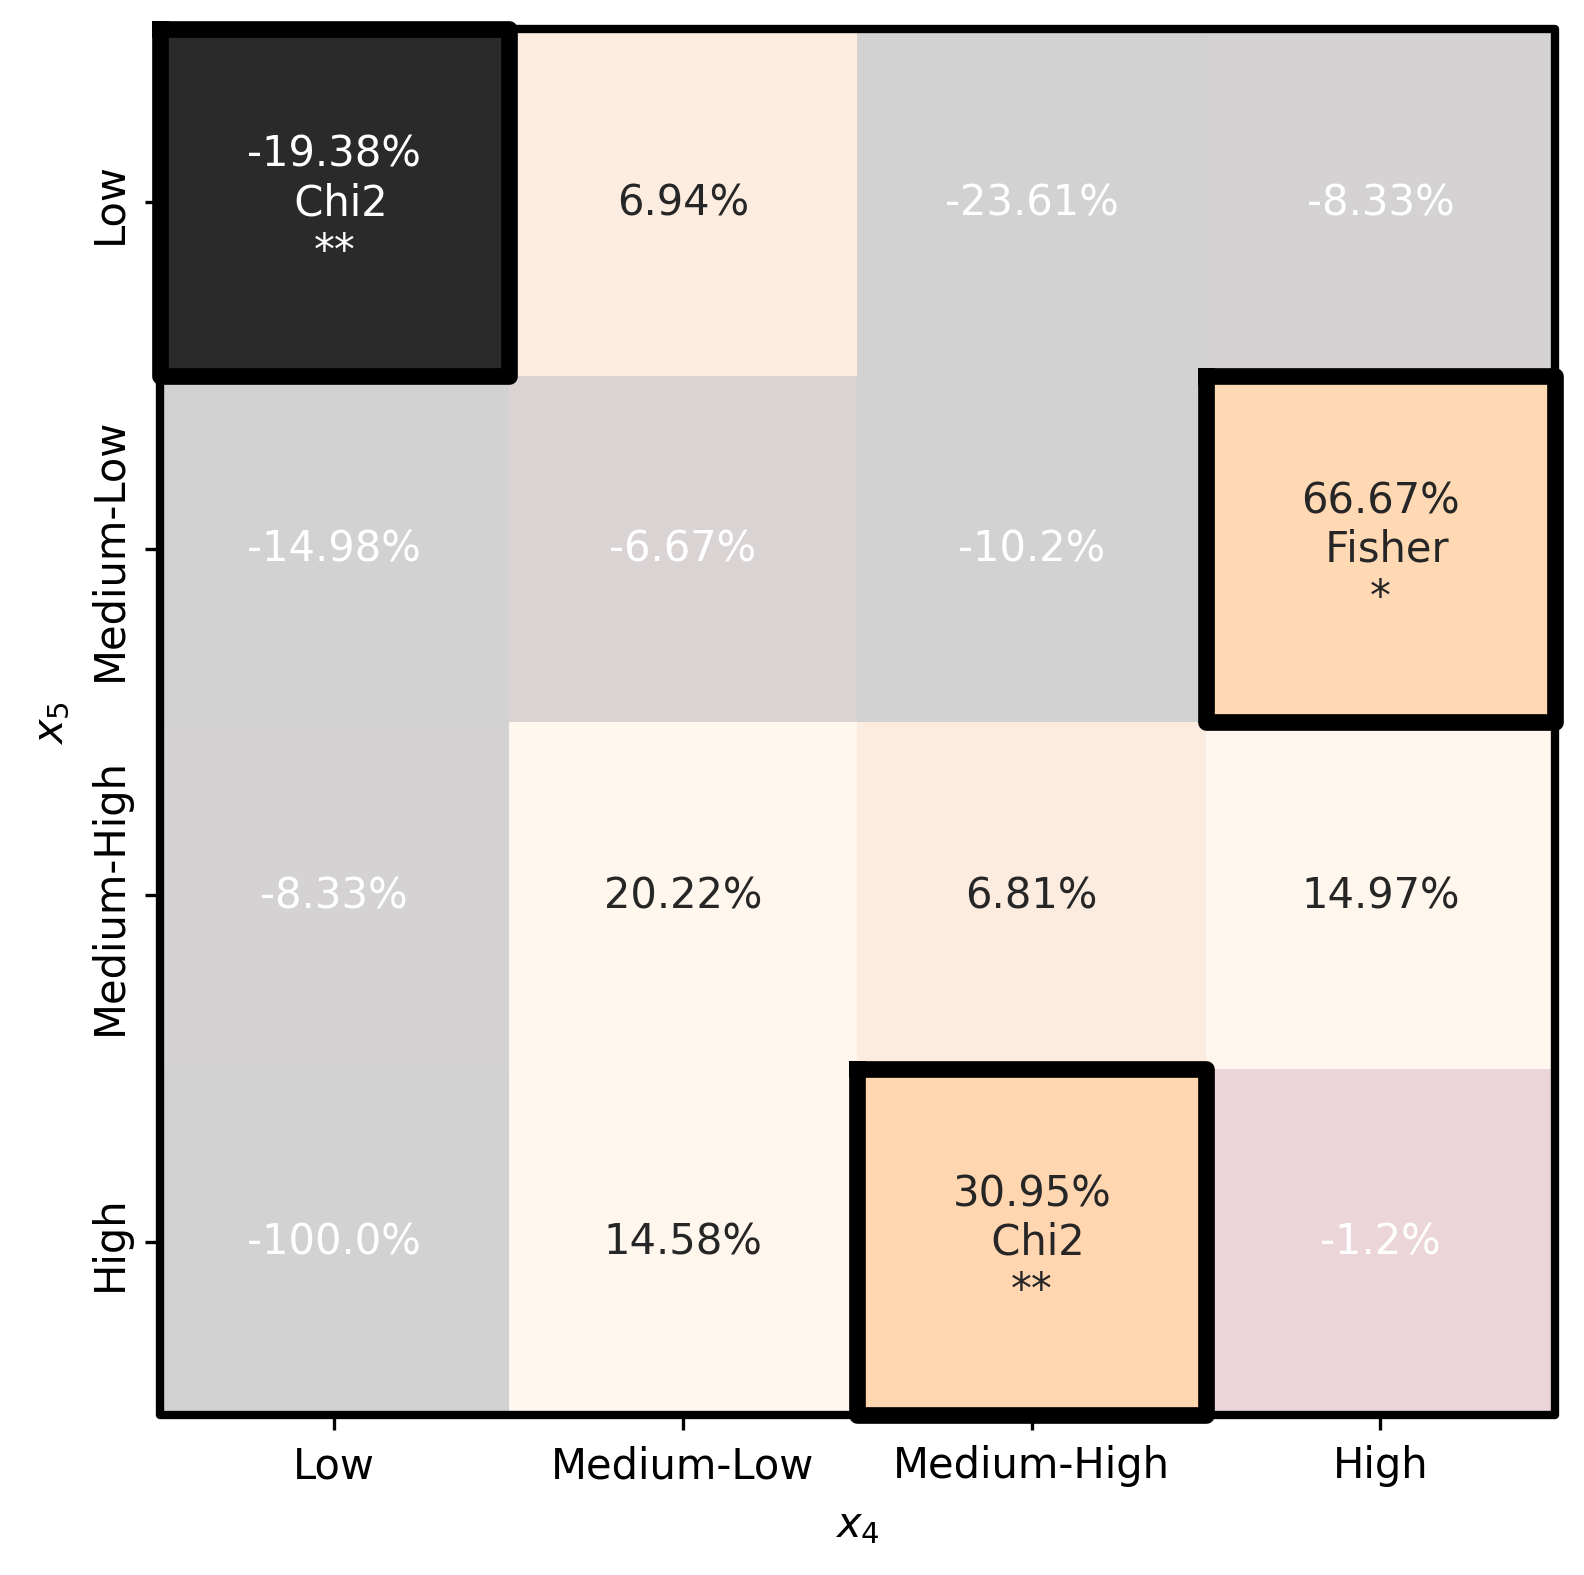 Low
-19.38%
Chi2
**
6.94%
-23.61%
-8.33%
Medium-Low
-14.98%
-6.67%
-10.2%
66.67%
Fisher
*
x5
Medium-High
-8.33%
20.22%
6.81%
14.97%
High
-100.0%
14.58%
30.95%
Chi2
**
-1.2%
Low
Medium-Low
Medium-High
High
x4